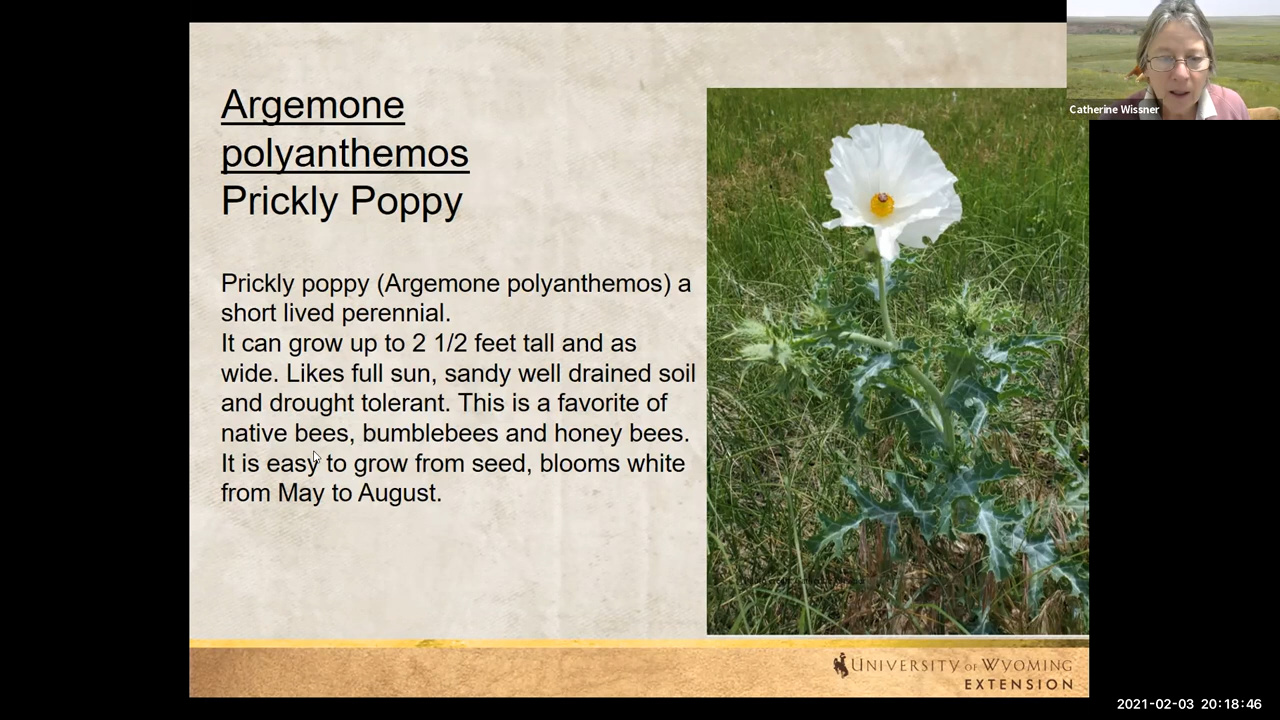 Argemone
polyanthemos
Prickly Poppy
Prickly poppy (Argemone polyanthemos) a
short lived perennial.
It can grow up to 2 1/2 feet tall and as
wide. Likes full sun, sandy well drained soil
and drought tolerant. This is a favorite of
native bees, bumblebees and honey bees.
It is easy to grow from seed, blooms white
from May to August.
Catherine Wissner
UNIVERSITY OF WYOMING
EXTENSION
2021-02-03 20:18:46